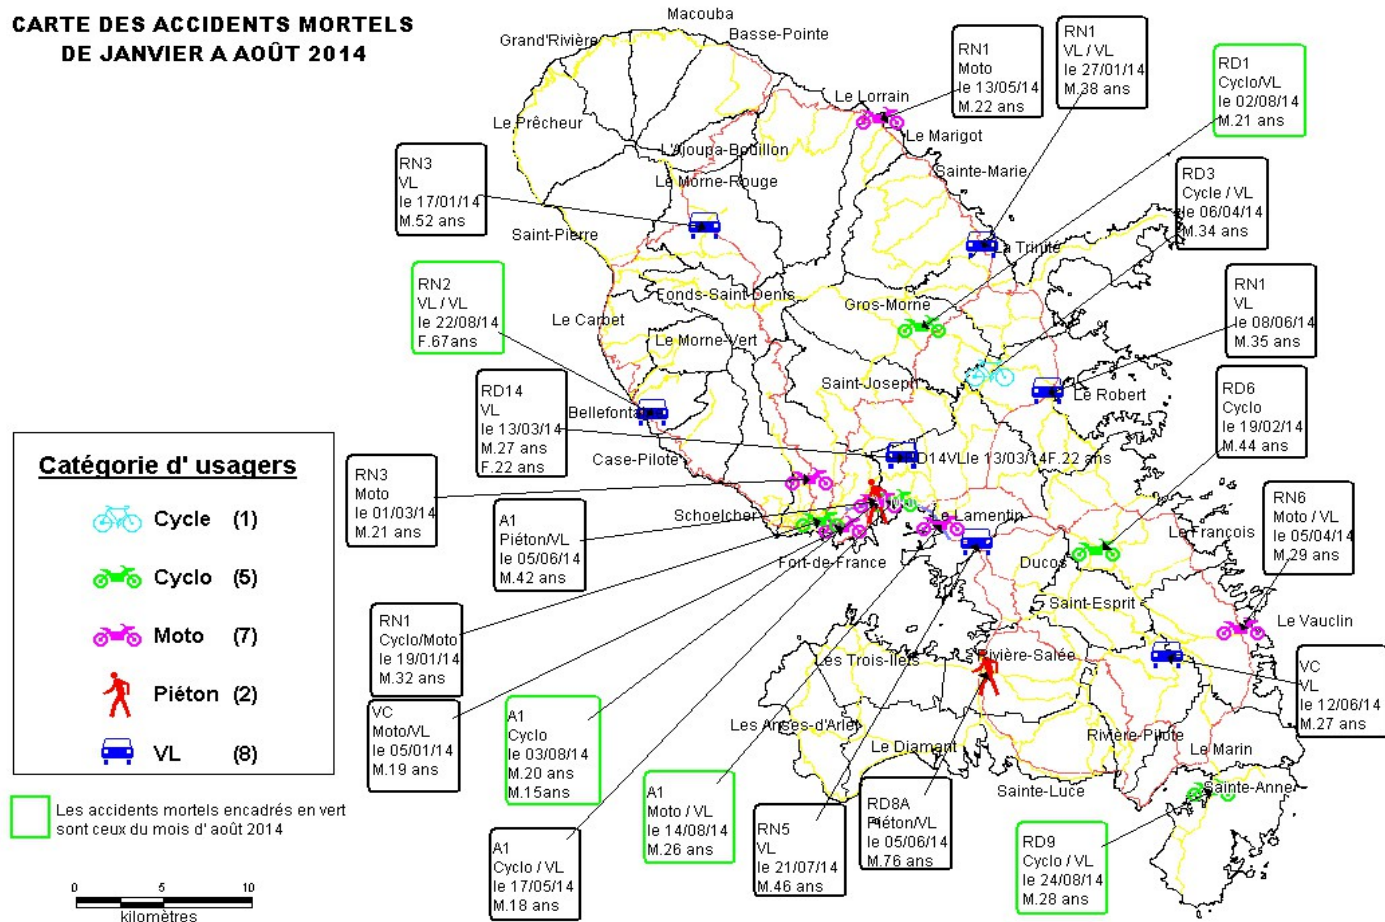 CARTE DES ACCIDENTS MORTELS
DE JANVIER A AOÛT 2014
Macouba
Grand'Rivière
Basse-Pointe
Le Prêcheur
Le Lorrain
Le Marigot
L'Ajoupa-Bouillon
Le Morne-Rouge
Sainte-Marie
Saint-Pierre
La Trinité
Fonds-Saint-Denis
Gros-Morne
Le Carbet
Le Morne-Vert
Saint-Joseph
Le Robert
Case-Pilote
D14VLle 13/03/14F.22 ans
Schoelcher
Le Lamentin
Fort-de-France
Ducos
Le François
Saint-Esprit
Le Vauclin
Les Trois-Ilets
Rivière-Salée
Les Anses-d'Arlet
Le Diamant
Rivière-Pilote
Le Marin
Sainte-Luce
Sainte-Anne
RN1
Moto
le 13/05/14
M.22 ans
RN1
VL / VL
le 27/01/14
M.38 ans
RD1
Cyclo/VL
le 02/08/14
M.21 ans
RN3
VL
le 17/01/14
M.52 ans
RD3
Cycle / VL
le 06/04/14
M.34 ans
RN2
VL / VL
le 22/08/14
F.67ans
RN1
VL
le 08/06/14
M.35 ans
RD14
VL
le 13/03/14
M.27 ans
F.22 ans
RD6
Cyclo
le 19/02/14
M.44 ans
RN3
Moto
le 01/03/14
M.21 ans
A1
Piéton/VL
le 05/06/14
M.42 ans
RN6
Moto / VL
le 05/04/14
M.29 ans
RN1
Cyclo/Moto
le 19/01/14
M.32 ans
VC
Moto/VL
le 05/01/14
M.19 ans
A1
Cyclo
le 03/08/14
M.20 ans
M.15ans
VC
VL
le 12/06/14
M.27 ans
A1
Moto / VL
le 14/08/14
M.26 ans
RN5
VL
le 21/07/14
M.46 ans
RD8A
Piéton/VL
le 05/06/14
M.76 ans
A1
Cyclo / VL
le 17/05/14
M.18 ans
RD9
Cyclo / VL
le 24/08/14
M.28 ans
Catégorie d' usagers
Cycle (1)
Cyclo (5)
Moto (7)
Piéton (2)
VL (8)
Les accidents mortels encadrés en vert
sont ceux du mois d' août 2014
0 5 10
kilomètres